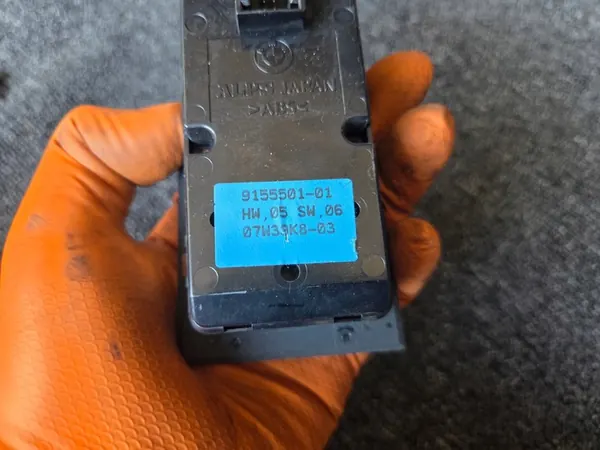 ALPS JAPAN
>ABS<
9155501-01
HW.05 SW.06
07W39K8-03